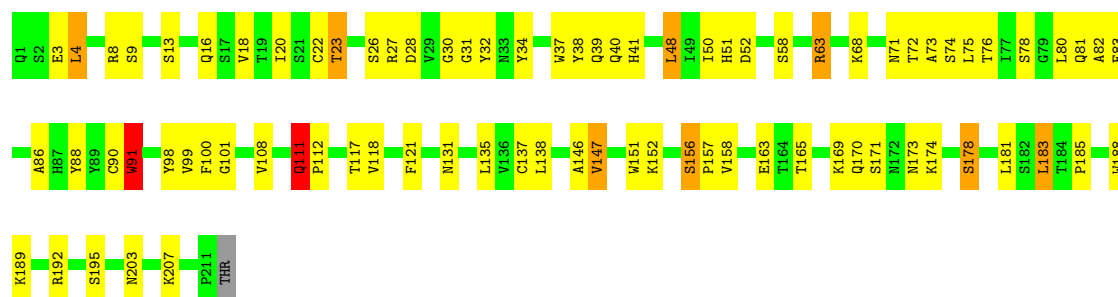 Q1 S2 E3 L4 R8 S9 S13 Q16 S17 V18 T19 I20 S21 C22 T23 S26 R27 D28 V29 G30 G31 Y32 N33 Y34 W37 Y38 Q39 Q40 H41 L48 I49 I50 H51 D52 S58 R63 K68 N71 T72 A73 S74 L75 T76 I77 S78 G79 L80 Q81 A82
A86 H87 Y88 Y89 C90 W91 Y98 V99 F100 G101 V108 Q111 P112 T117 V118 F121 N131 L135 V136 C137 L138 A146 V147 W151 K152 S156 P157 V158 E163 T164 T165 K169 Q170 S171 N172 N173 K174 S178 L181 S182 L183 T184 P185
K189 R192 S195 N203 K207 P211 THR